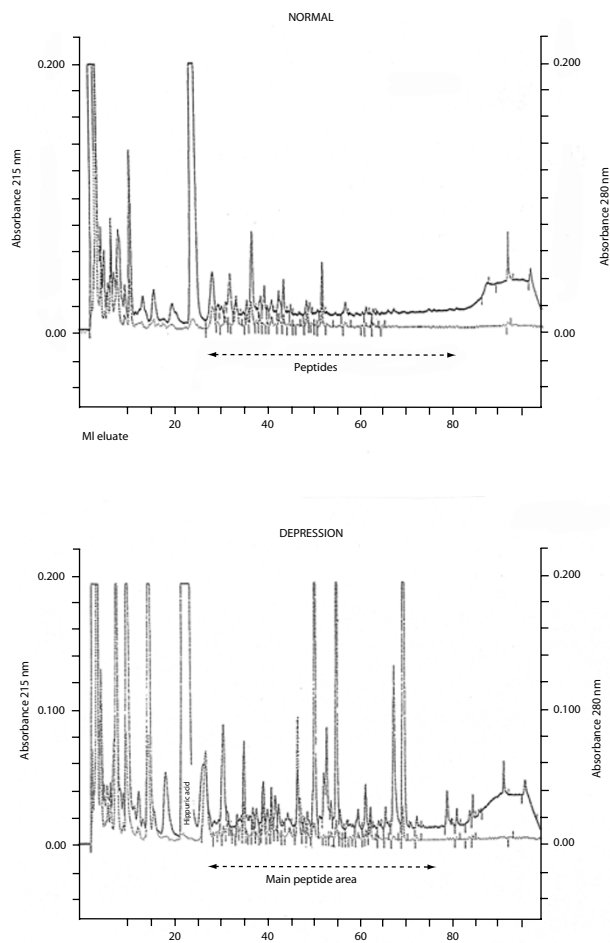 NORMAL
0.200
0.200
Absorbance 215 nm
Absorbance 280 nm
0.00
0.00
Peptides
20
40
60
80
Ml eluate
DEPRESSION
0.200
0.200
0.100
0.100
Absorbance 215 nm
Absorbance 280 nm
Hippuric acid
0.00
0.00
Main peptide area
20
40
60
80